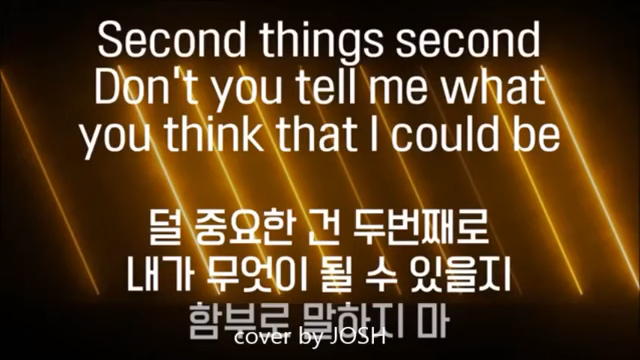 Second things second
Don't you tell me what
you think that I could be
덜 중요한 건 두번째로
내가 무엇이 될 수 있을지
함부로 말하지 마
cover by JOSH